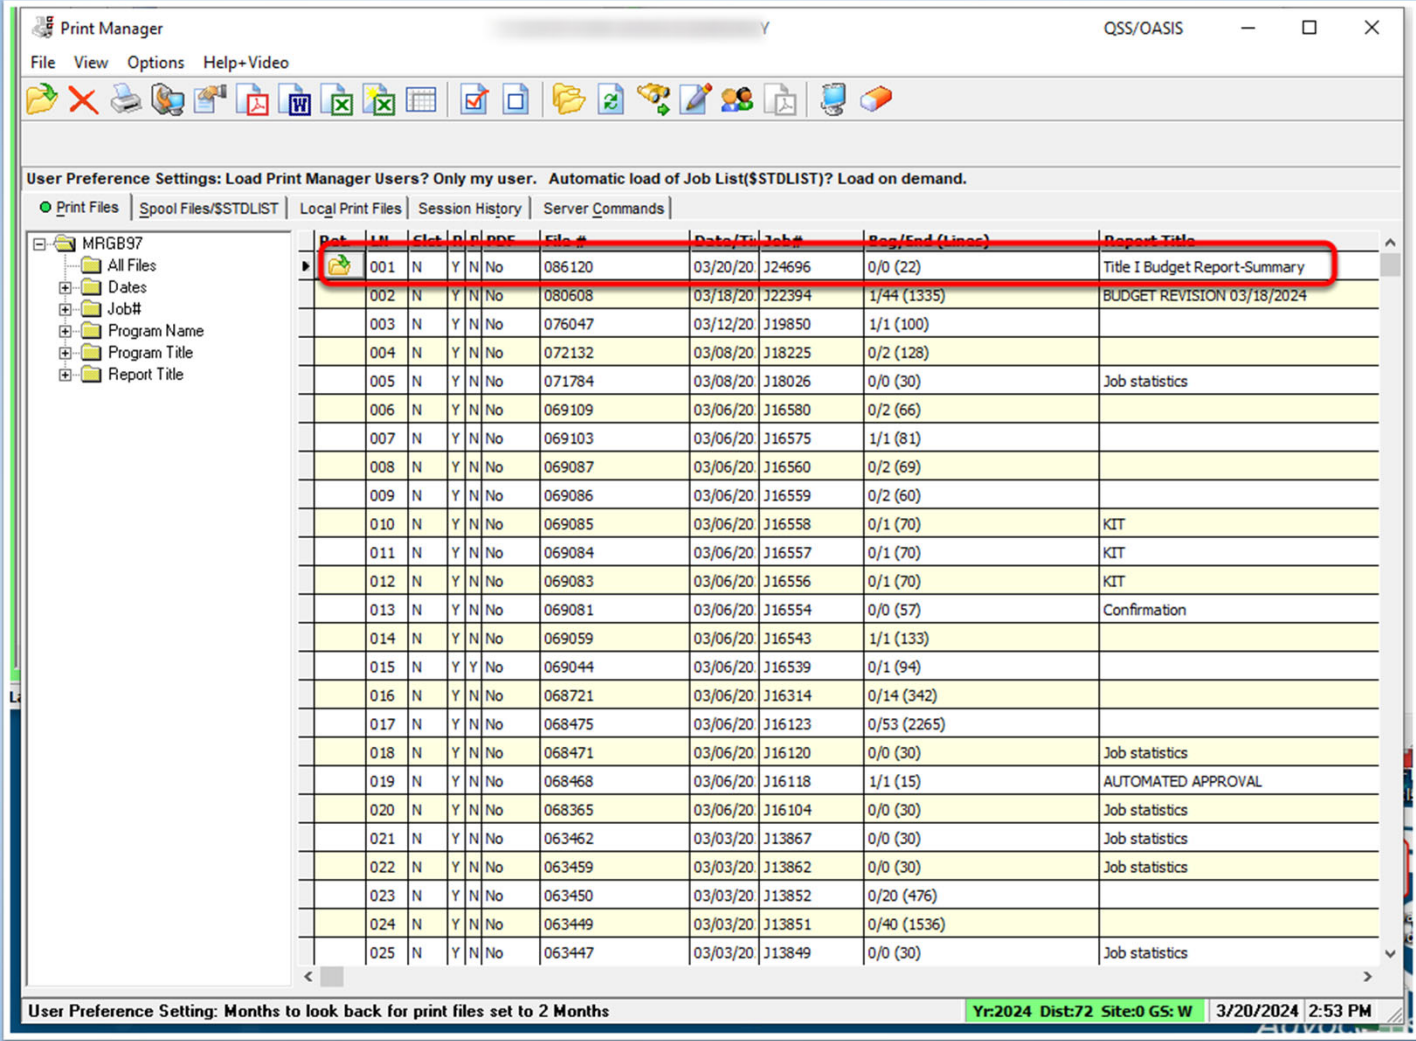 Print Manager Y QSS/OASIS
File View Options Help+Video
User Preference Settings: Load Print Manager Users? Only my user. Automatic load of Job List($STDLIST)? Load on demand.
Print Files Spool Files/$STDLIST Local Print Files Session History Server Commands
MRGB97
All Files
Dates
Job#
Program Name
Program Title
Report Title
Ret. LN Slct PDF File # Date/Ti Job# Beg/End (Lines) Report Title
001 N Y N No 086120 03/20/20 J24696 0/0 (22) Title I Budget Report-Summary
002 N Y N No 080608 03/18/20 J22394 1/44 (1335) BUDGET REVISION 03/18/2024
003 N Y N No 076047 03/12/20 J19850 1/1 (100)
004 N Y N No 072132 03/08/20 J18225 0/2 (128)
005 N Y N No 071784 03/08/20 J18026 0/0 (30) Job statistics
006 N Y N No 069109 03/06/20 J16580 0/2 (66)
007 N Y N No 069103 03/06/20 J16575 1/1 (81)
008 N Y N No 069087 03/06/20 J16560 0/2 (69)
009 N Y N No 069086 03/06/20 J16559 0/2 (60)
010 N Y N No 069085 03/06/20 J16558 0/1 (70) KIT
011 N Y N No 069084 03/06/20 J16557 0/1 (70) KIT
012 N Y N No 069083 03/06/20 J16556 0/1 (70) KIT
013 N Y N No 069081 03/06/20 J16554 0/0 (57) Confirmation
014 N Y N No 069059 03/06/20 J16543 1/1 (133)
015 N Y Y No 069044 03/06/20 J16539 0/1 (94)
016 N Y N No 068721 03/06/20 J16314 0/14 (342)
017 N Y N No 068475 03/06/20 J16123 0/53 (2265)
018 N Y N No 068471 03/06/20 J16120 0/0 (30) Job statistics
019 N Y N No 068468 03/06/20 J16118 1/1 (15) AUTOMATED APPROVAL
020 N Y N No 068365 03/06/20 J16104 0/0 (30) Job statistics
021 N Y N No 063462 03/03/20 J13867 0/0 (30) Job statistics
022 N Y N No 063459 03/03/20 J13862 0/0 (30) Job statistics
023 N Y N No 063450 03/03/20 J13852 0/20 (476)
024 N Y N No 063449 03/03/20 J13851 0/40 (1536)
025 N Y N No 063447 03/03/20 J13849 0/0 (30) Job statistics
User Preference Setting: Months to look back for print files set to 2 Months Yr:2024 Dist:72 Site:0 GS: W 3/20/2024 2:53 PM